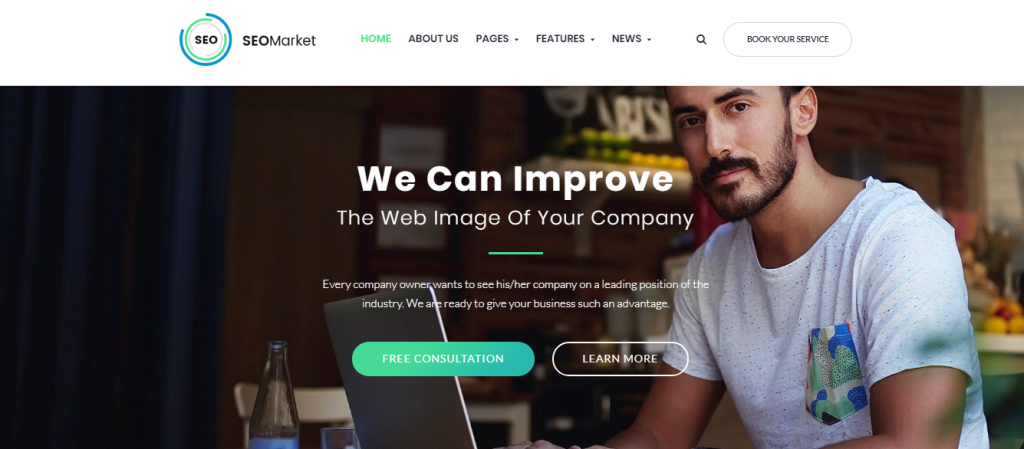 SEO
SEOMarket
HOME ABOUT US PAGES FEATURES NEWS BOOK YOUR SERVICE
We Can Improve
The Web Image Of Your Company
Every company owner wants to see his/her company on a leading position of the
industry. We are ready to give your business such an advantage.
FREE CONSULTATION LEARN MORE